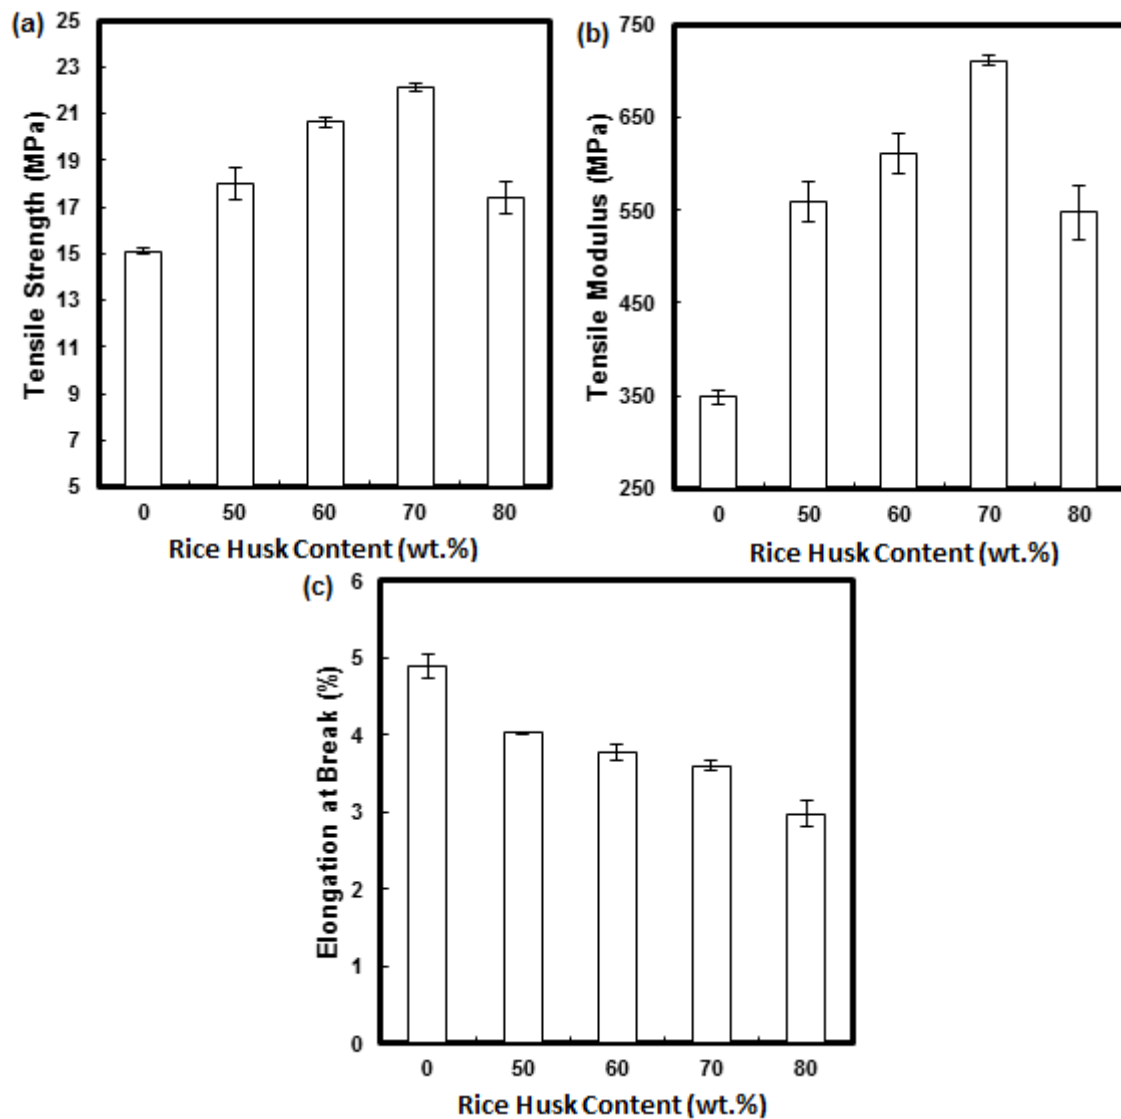 (a)
Tensile Strength (MPa)
25
23
21
19
17
15
13
11
9
7
5
0 50 60 70 80
Rice Husk Content (wt.%)
(b)
Tensile Modulus (MPa)
750
650
550
450
350
250
0 50 60 70 80
Rice Husk Content (wt.%)
(c)
Elongation at Break (%)
6
5
4
3
2
1
0
0 50 60 70 80
Rice Husk Content (wt.%)